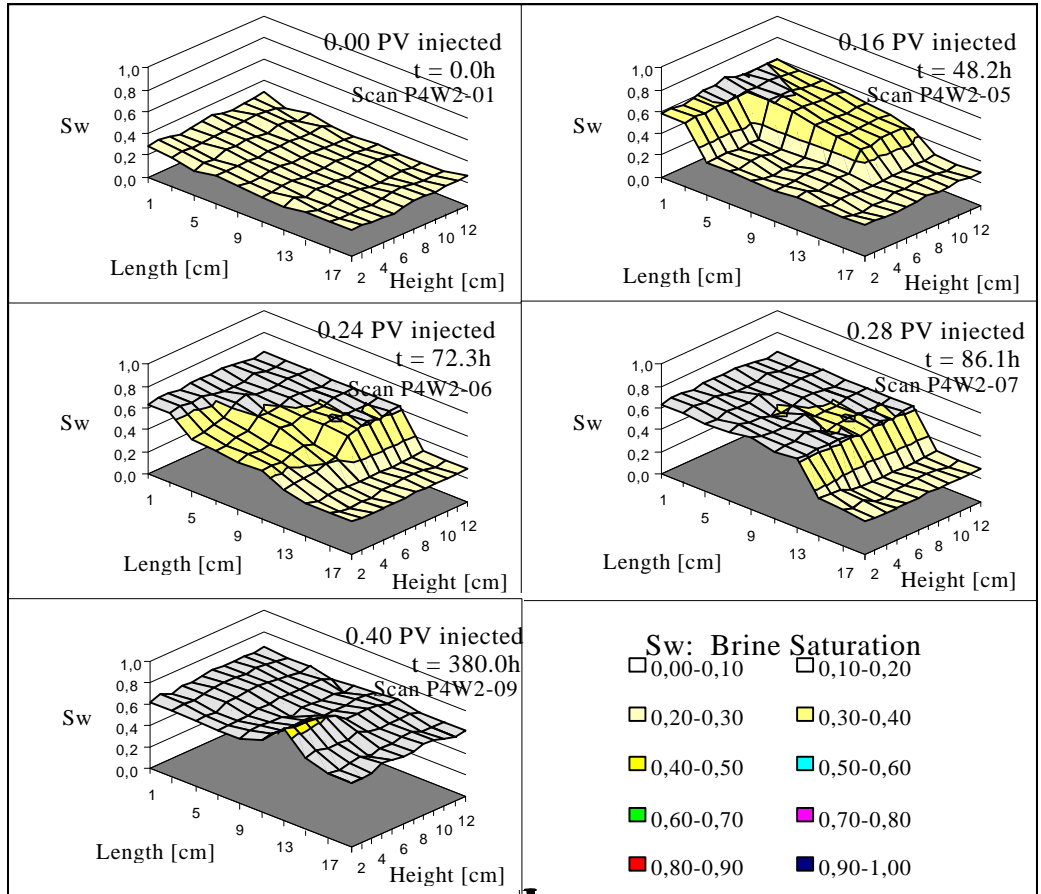 0.00 PV injected
t = 0.0h
Scan P4W2-01
1,0
0,8
0,6
0,4
0,2
0,0
Sw
1
5
9
13
17
2
4
6
8
10
12
Length [cm]
Height [cm]
0.16 PV injected
t = 48.2h
Scan P4W2-05
1,0
0,8
0,6
0,4
0,2
0,0
Sw
1
5
9
13
17
2
4
6
8
10
12
Length [cm]
Height [cm]
0.24 PV injected
t = 72.3h
Scan P4W2-06
1,0
0,8
0,6
0,4
0,2
0,0
Sw
1
5
9
13
17
2
4
6
8
10
12
Length [cm]
Height [cm]
0.28 PV injected
t = 86.1h
Scan P4W2-07
1,0
0,8
0,6
0,4
0,2
0,0
Sw
1
5
9
13
17
2
4
6
8
10
12
Length [cm]
Height [cm]
0.40 PV injected
t = 380.0h
Scan P4W2-09
1,0
0,8
0,6
0,4
0,2
0,0
Sw
1
5
9
13
17
2
4
6
8
10
12
Length [cm]
Height [cm]
Sw: Brine Saturation
0,00-0,10 0,10-0,20
0,20-0,30 0,30-0,40
0,40-0,50 0,50-0,60
0,60-0,70 0,70-0,80
0,80-0,90 0,90-1,00